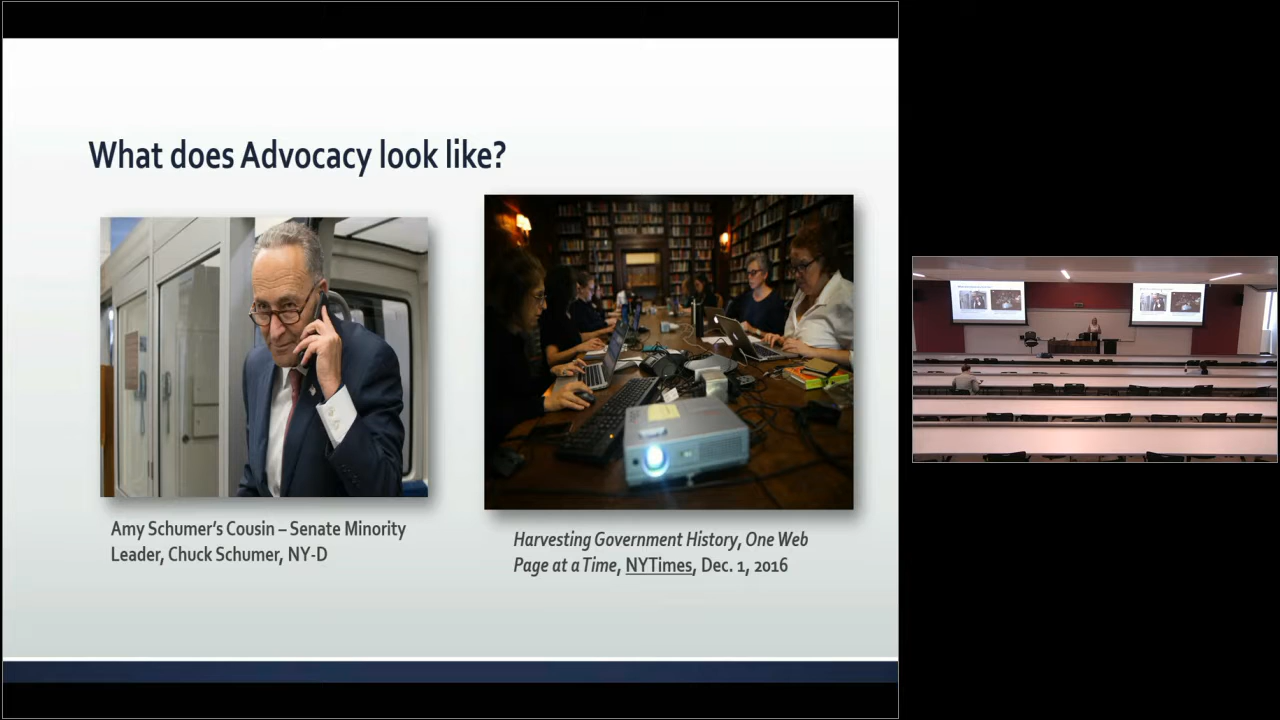 What does Advocacy look like?
Amy Schumer's Cousin – Senate Minority
Leader, Chuck Schumer, NY-D
Harvesting Government History, One Web
Page at a Time, NYTimes, Dec. 1, 2016